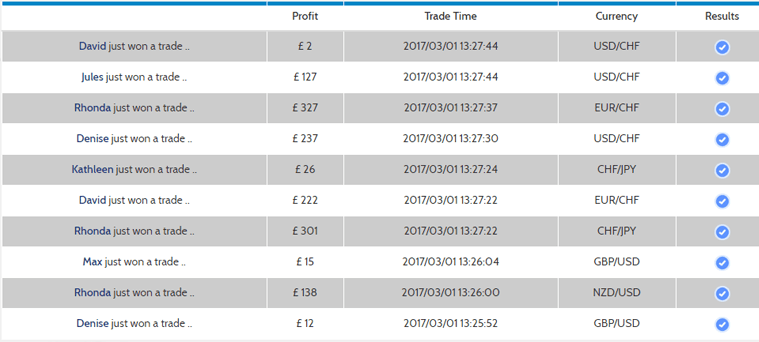 Profit Trade Time Currency Results
David just won a trade .. £ 2 2017/03/01 13:27:44 USD/CHF
Jules just won a trade .. £ 127 2017/03/01 13:27:44 USD/CHF
Rhonda just won a trade .. £ 327 2017/03/01 13:27:37 EUR/CHF
Denise just won a trade .. £ 237 2017/03/01 13:27:30 USD/CHF
Kathleen just won a trade .. £ 26 2017/03/01 13:27:24 CHF/JPY
David just won a trade .. £ 222 2017/03/01 13:27:22 EUR/CHF
Rhonda just won a trade .. £ 301 2017/03/01 13:27:22 CHF/JPY
Max just won a trade .. £ 15 2017/03/01 13:26:04 GBP/USD
Rhonda just won a trade .. £ 138 2017/03/01 13:26:00 NZD/USD
Denise just won a trade .. £ 12 2017/03/01 13:25:52 GBP/USD